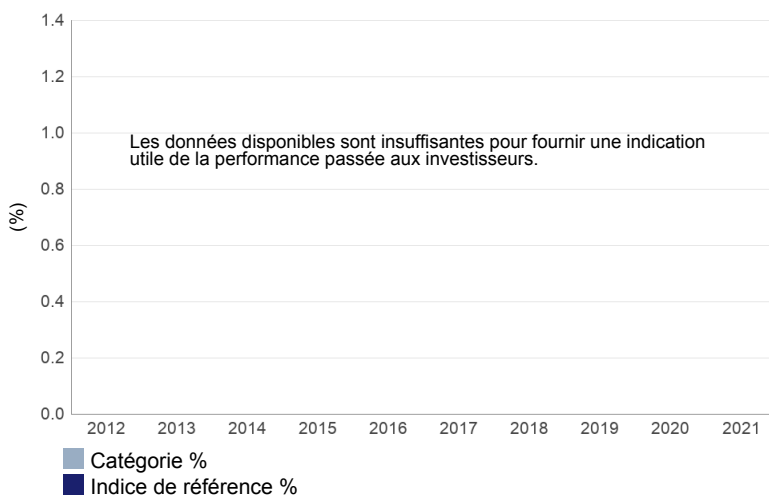 1.4
1.2
1.0
Les données disponibles sont insuffisantes pour fournir une indication
utile de la performance passée aux investisseurs.
0.8
(%)
0.6
0.4
0.2
0.0
2012 2013 2014 2015 2016 2017 2018 2019 2020 2021
Catégorie %
Indice de référence %